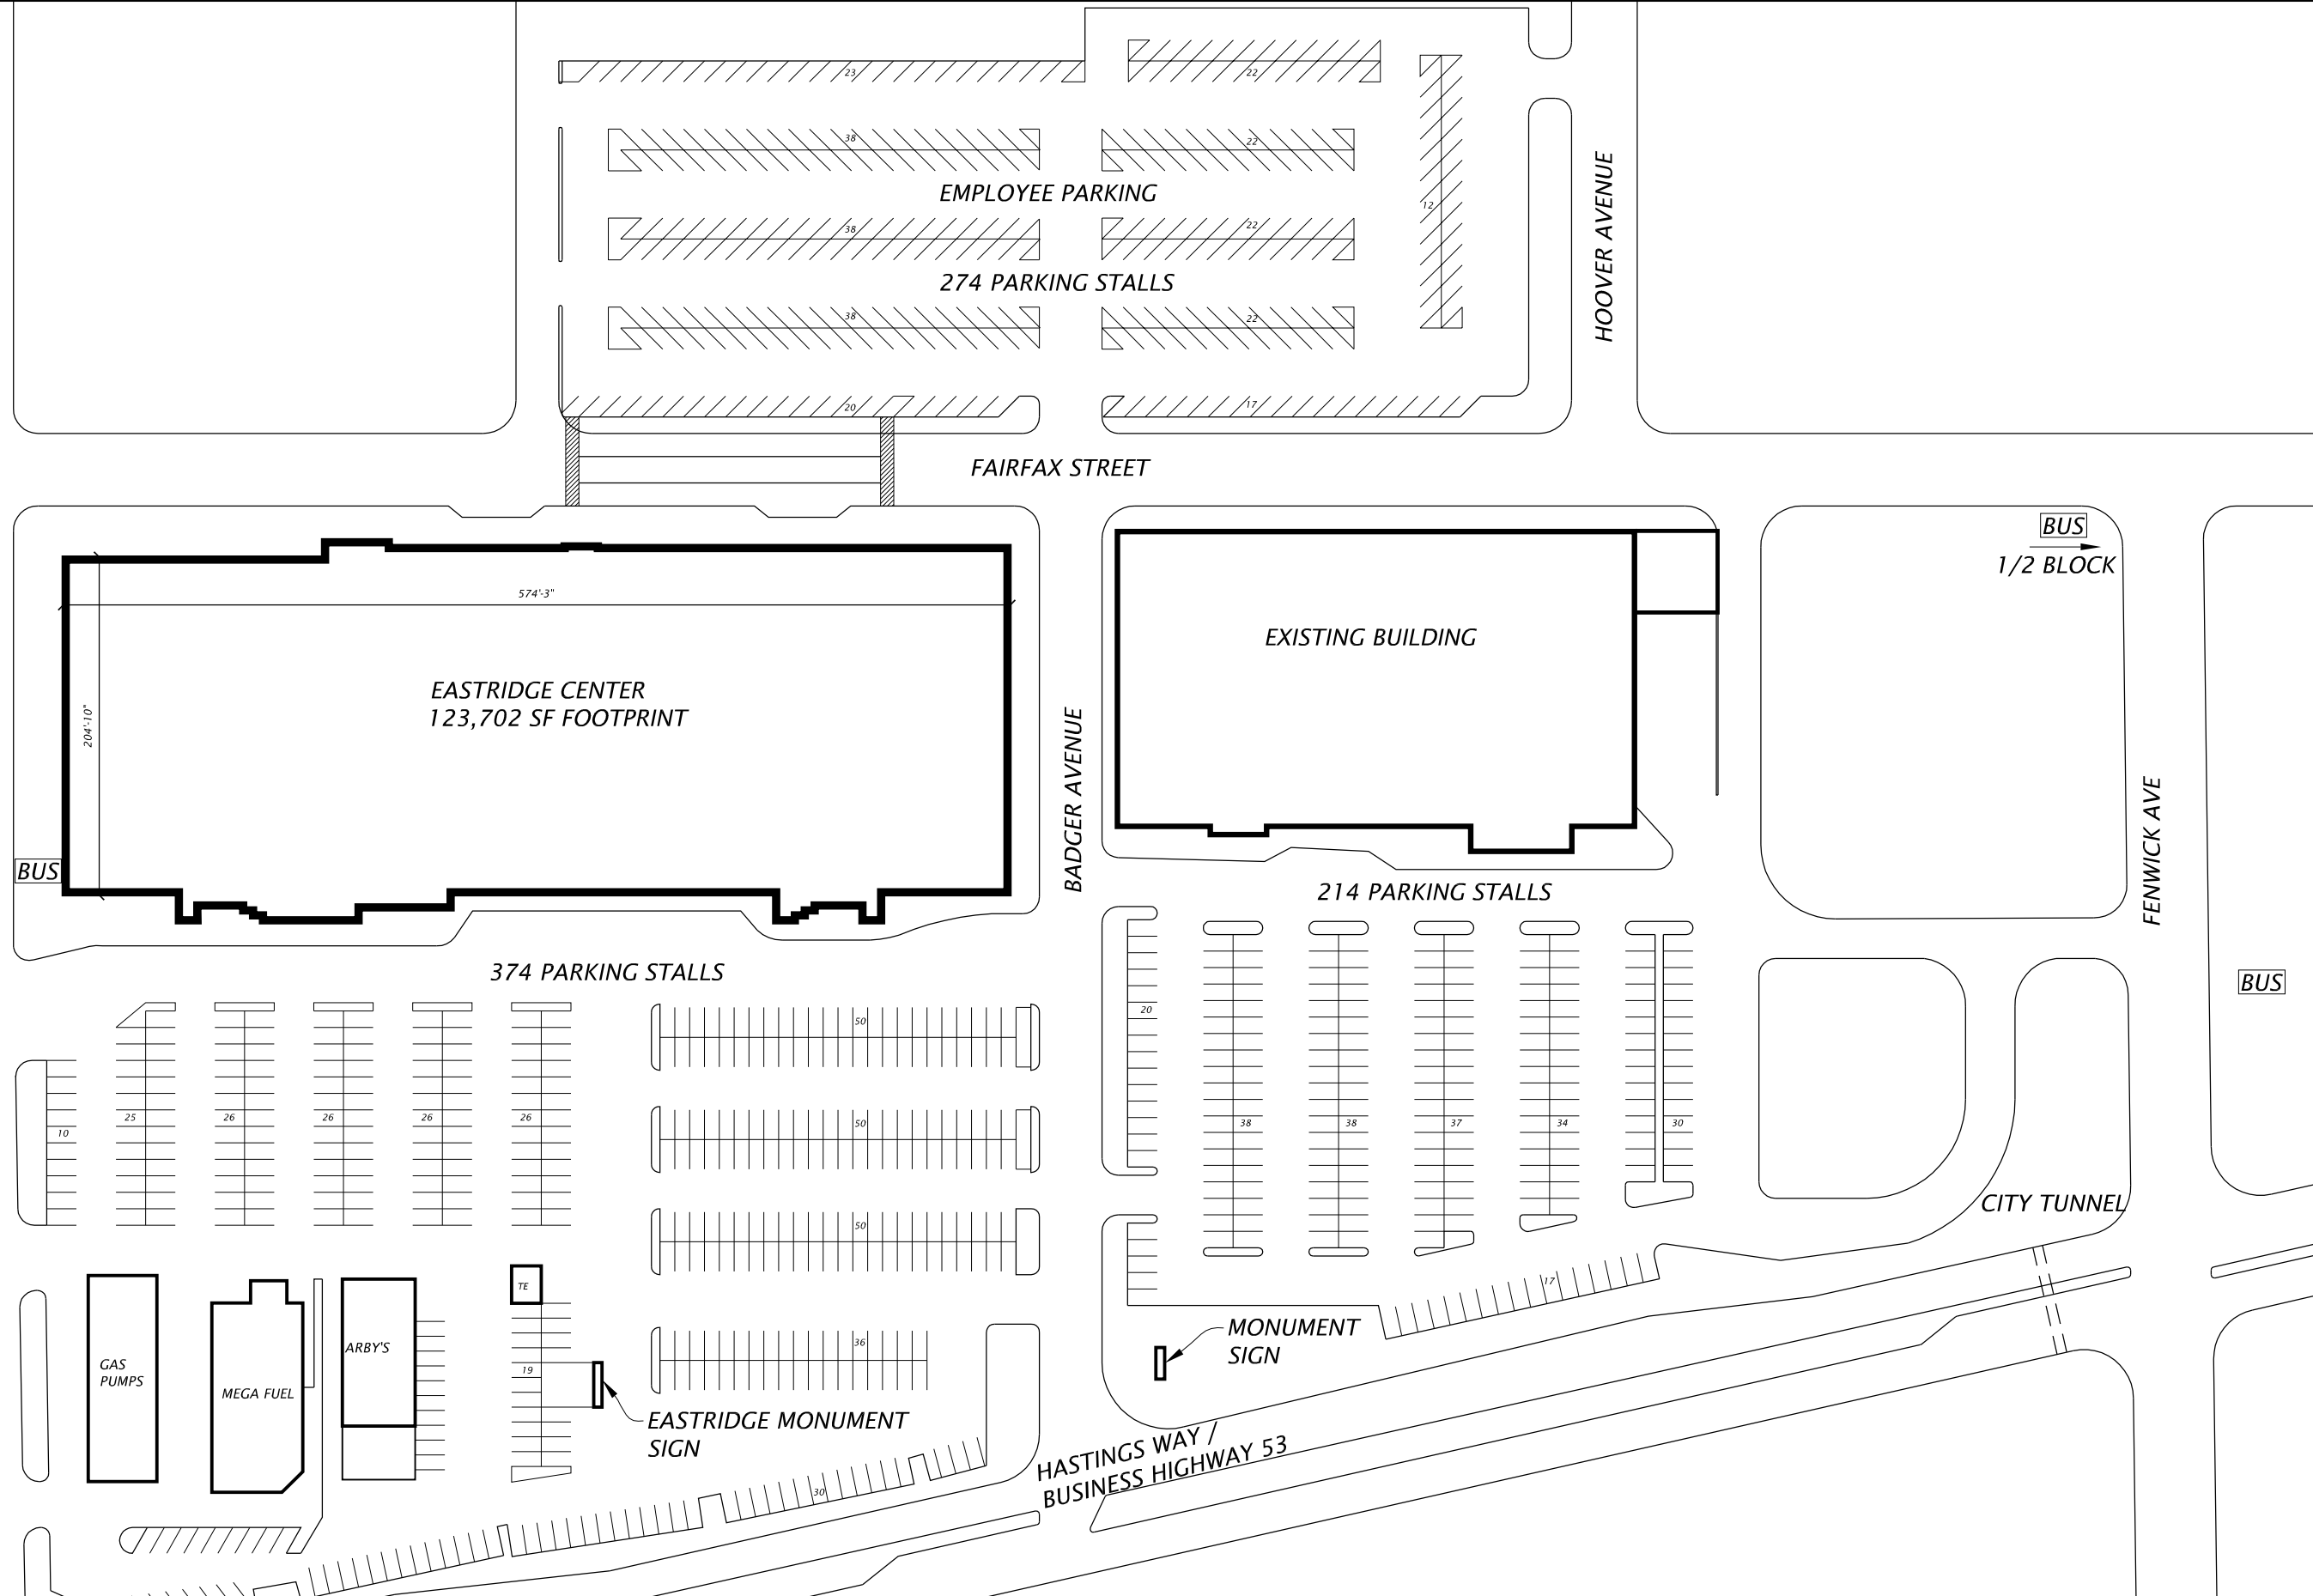 23
22
38
22
EMPLOYEE PARKING
12
38
22
274 PARKING STALLS
38
22
20
17
HOOVER AVENUE
FAIRFAX STREET
BUS
1/2 BLOCK
574'-3"
204'-10"
EASTRIDGE CENTER
123,702 SF FOOTPRINT
EXISTING BUILDING
BADGER AVENUE
FENWICK AVE
BUS
214 PARKING STALLS
374 PARKING STALLS
BUS
50
20
10
25
26
26
26
26
50
38
38
37
34
30
50
CITY TUNNEL
TE
17
GAS
PUMPS
MEGA FUEL
ARBY'S
19
36
MONUMENT
SIGN
EASTRIDGE MONUMENT
SIGN
30
HASTINGS WAY /
BUSINESS HIGHWAY 53